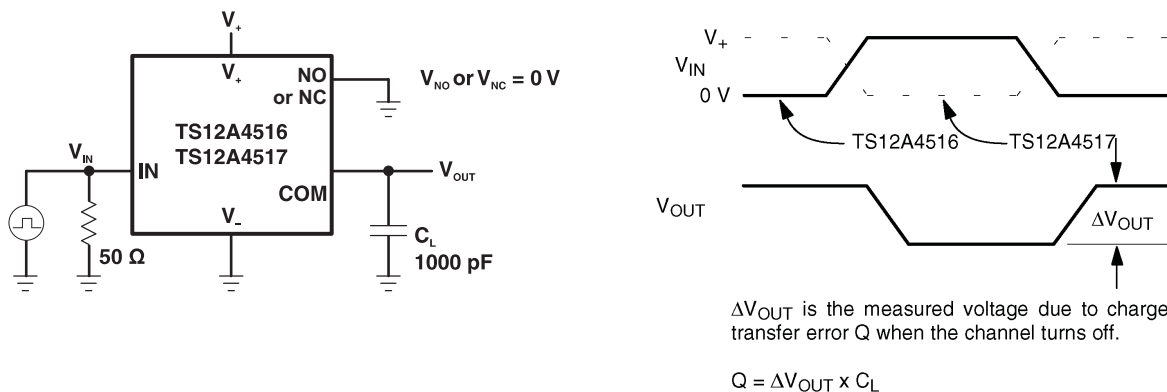 V+
V+
NO
or NC
VNO or VNC = 0 V
TS12A4516
TS12A4517
VIN
IN
COM
VOUT
V–
50 Ω
CL
1000 pF
V+
VIN
0 V
TS12A4516
TS12A4517
VOUT
ΔVOUT
ΔVOUT is the measured voltage due to charge
transfer error Q when the channel turns off.
Q = ΔVOUT x CL